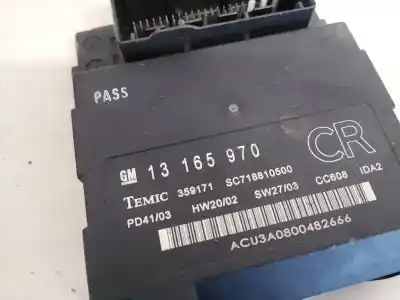 PASS
GM 13 165 970 CR
TEMIC 359171 SC718810500
PD41/03 HW20/02 SW27/03 CC608 IDA2
ACU3A0800482666